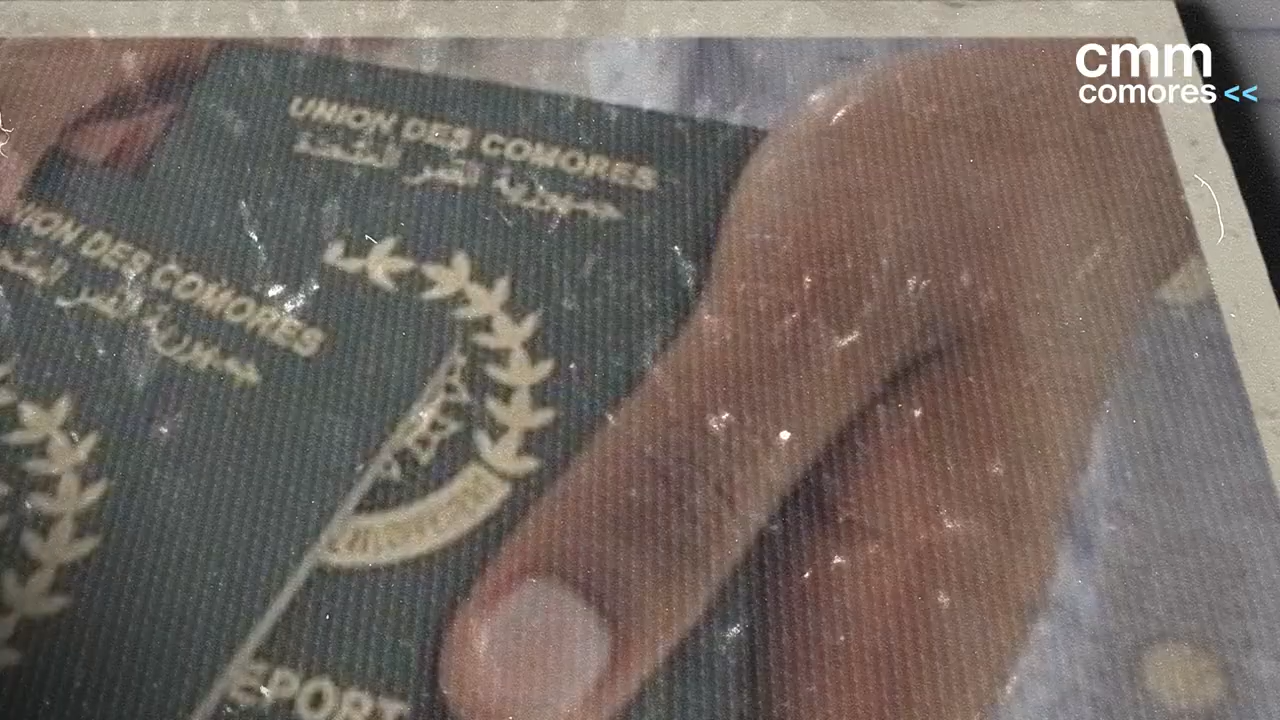 cmm
comores <<
UNION DES COMORES
جمهورية القمر المتحدة
UNION DES COMORES
جمهورية القمر المتحدة